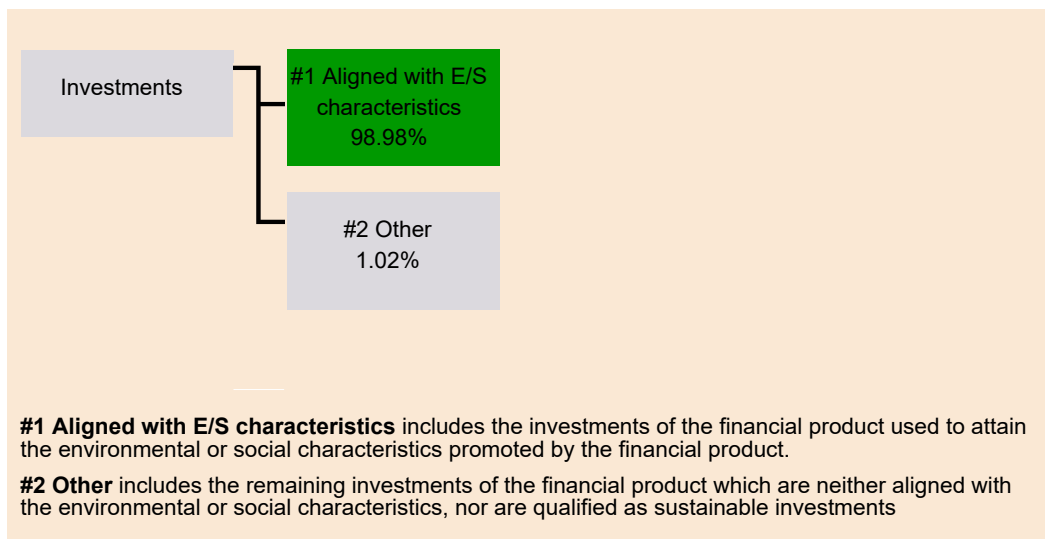 Investments
#1 Aligned with E/S
characteristics
98.98%
#2 Other
1.02%
#1 Aligned with E/S characteristics includes the investments of the financial product used to attain
the environmental or social characteristics promoted by the financial product.
#2 Other includes the remaining investments of the financial product which are neither aligned with
the environmental or social characteristics, nor are qualified as sustainable investments